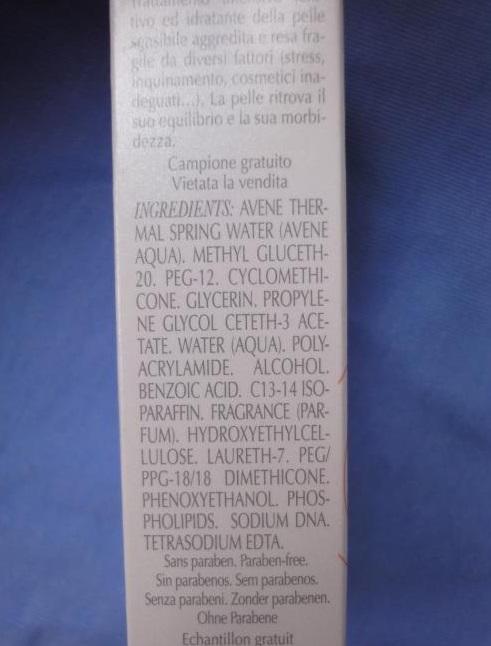 Trattamento intensivo
tivo ed idratante della pelle
sensibile aggredita e resa fra-
gile da diversi fattori (stress,
inquinamento, cosmetici ina-
deguati...). La pelle ritrova il
suo equilibrio e la sua morbi-
dezza.
Campione gratuito
Vietata la vendita
INGREDIENTS: AVENE THER-
MAL SPRING WATER (AVENE
AQUA). METHYL GLUCETH-
20. PEG-12. CYCLOMETHI-
CONE. GLYCERIN. PROPYLE-
NE GLYCOL CETETH-3 ACE-
TATE. WATER (AQUA). POLY-
ACRYLAMIDE. ALCOHOL.
BENZOIC ACID. C13-14 ISO-
PARAFFIN. FRAGRANCE (PAR-
FUM). HYDROXYETHYLCEL-
LULOSE. LAURETH-7. PEG/
PPG-18/18 DIMETHICONE.
PHENOXYETHANOL. PHOS-
PHOLIPIDS. SODIUM DNA.
TETRASODIUM EDTA.
Sans paraben. Paraben-free.
Sin parabenos. Sem parabenos.
Senza parabeni. Zonder parabenen.
Ohne Parabene
Echantillon gratuit